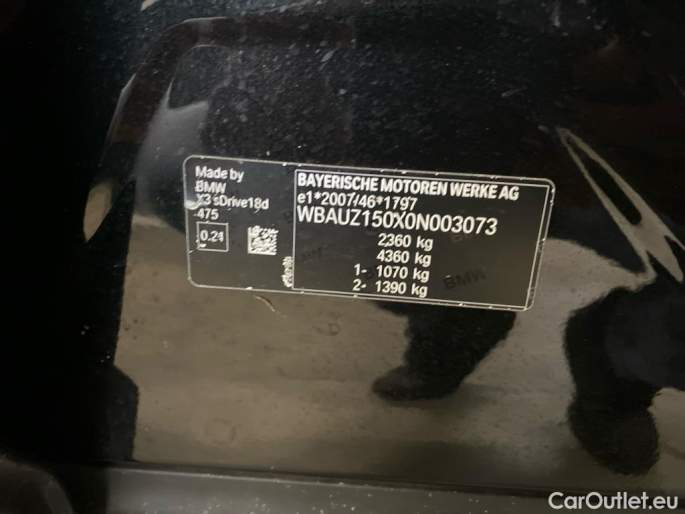 Made by
BMW
X3 sDrive18d
475
0.24
BAYERISCHE MOTOREN WERKE AG
e1*2007/46*1797
WBAUZ150X0N003073
2360 kg
4360 kg
1- 1070 kg
2- 1390 kg
BMW
CarOutlet.eu